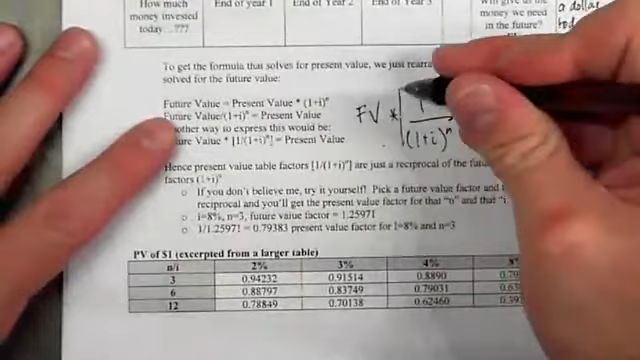 How much
money invested
today....???
End of year 1
End of Year 2
End of Year 3
will give us the
money we need
in the future?
a dollar
tod
To get the formula that solves for present value, we just rearra
solved for the future value:
Future Value = Present Value * (1+i)ⁿ
Future Value/(1+i)ⁿ = Present Value
other way to express this would be:
ture Value * [1/(1+i)ⁿ] = Present Value
FV *
(1+i)ⁿ
Hence present value table factors [1/(1+i)ⁿ] are just a reciprocal of the futu
factors (1+i)ⁿ
o If you don't believe me, try it yourself! Pick a future value factor and t
reciprocal and you'll get the present value factor for that "n" and that "i
o i=8%, n=3, future value factor = 1.25971
o 1/1.25971 = 0.79383 present value factor for I=8% and n=3
PV of $1 (excerpted from a larger table)
n/i 2% 3% 4%
3 0.94232 0.91514 0.8890 0.79
6 0.88797 0.83749 0.79031 0.63
12 0.78849 0.70138 0.62460